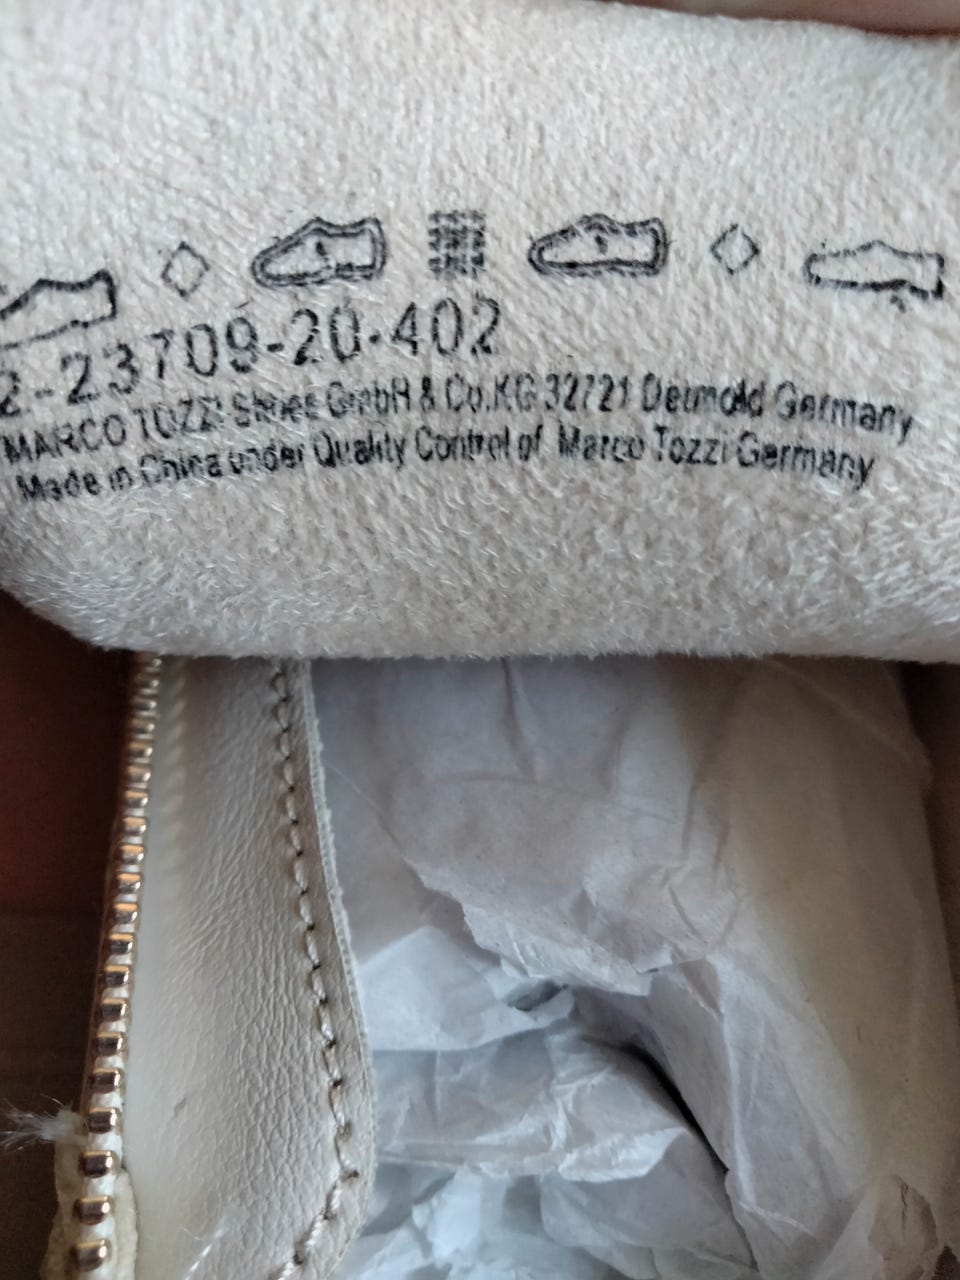 2-23709-20-402
MARCO TOZZI Shoes GmbH & Co.KG 32721 Detmold Germany
Made in China under Quality Control of Marco Tozzi Germany